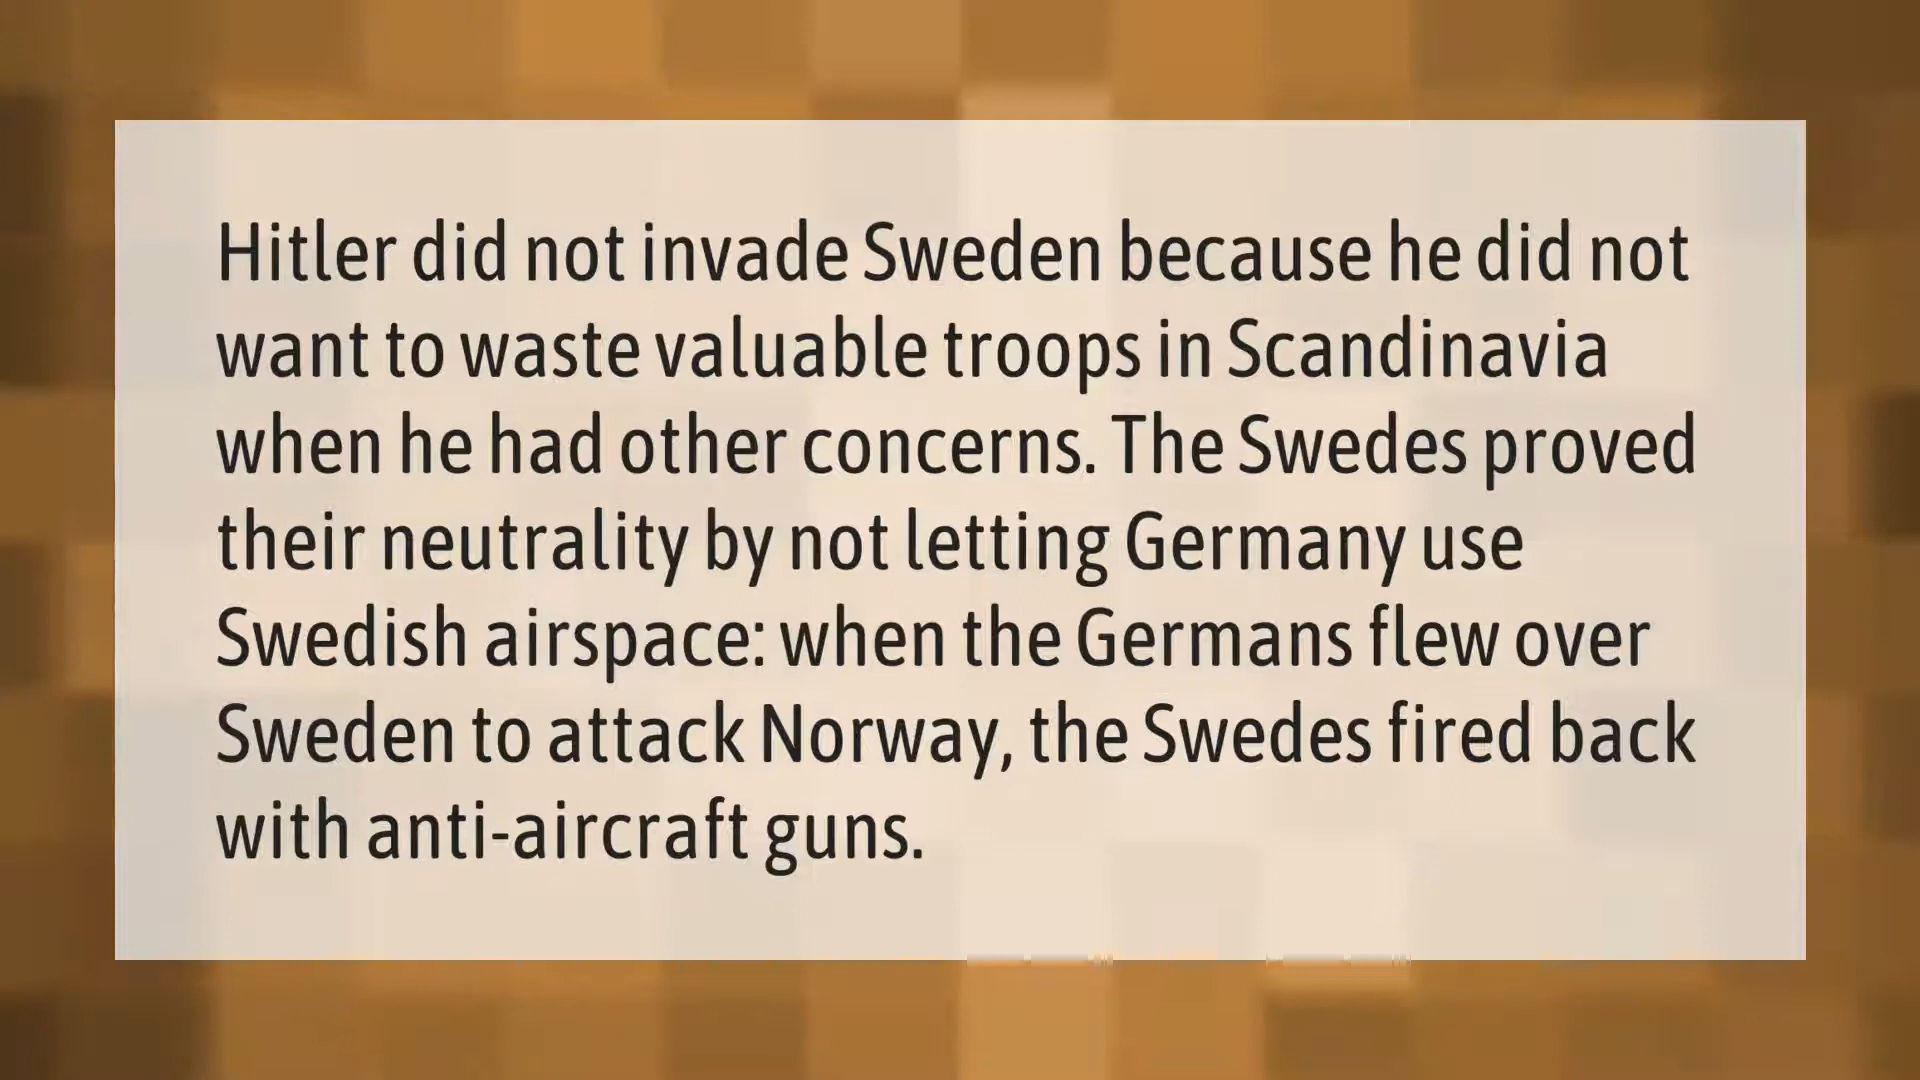 Hitler did not invade Sweden because he did not
want to waste valuable troops in Scandinavia
when he had other concerns. The Swedes proved
their neutrality by not letting Germany use
Swedish airspace: when the Germans flew over
Sweden to attack Norway, the Swedes fired back
with anti-aircraft guns.